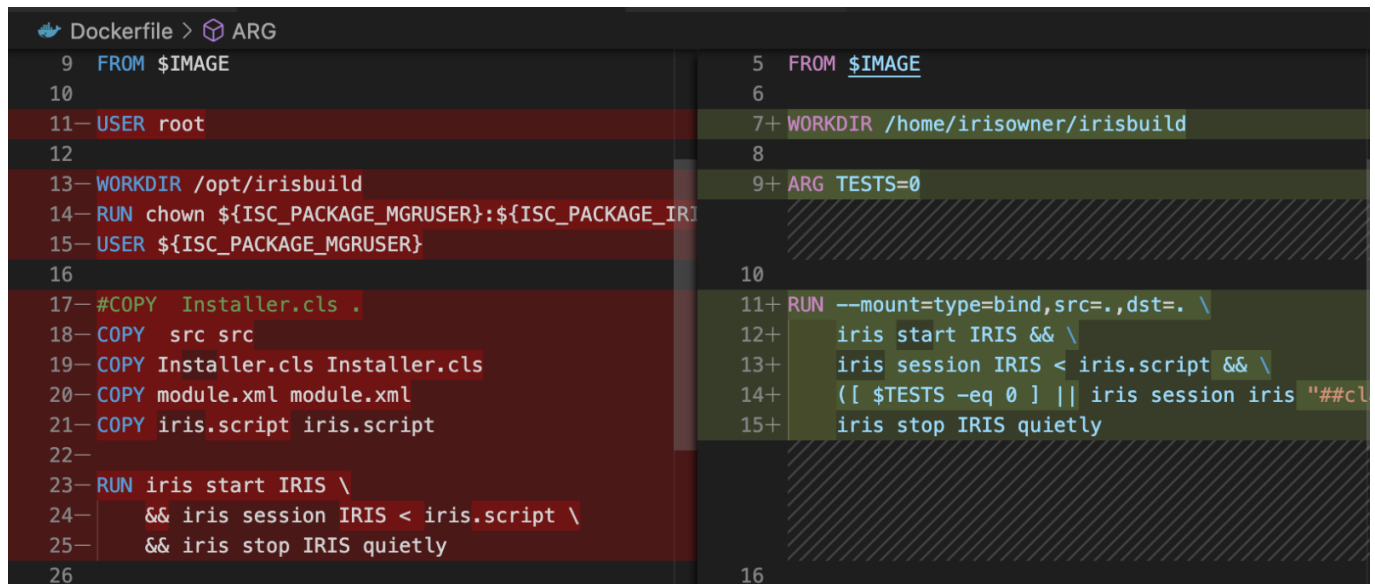 Dockerfile > ARG
9 FROM $IMAGE
10
11− USER root
12
13− WORKDIR /opt/irisbuild
14− RUN chown ${ISC_PACKAGE_MGRUSER}:${ISC_PACKAGE_IRI
15− USER ${ISC_PACKAGE_MGRUSER}
16
17− #COPY  Installer.cls .
18− COPY  src src
19− COPY Installer.cls Installer.cls
20− COPY module.xml module.xml
21− COPY iris.script iris.script
22−
23− RUN iris start IRIS \
24−     && iris session IRIS < iris.script \
25−     && iris stop IRIS quietly
26
5 FROM $IMAGE
6
7+ WORKDIR /home/irisowner/irisbuild
8
9+ ARG TESTS=0
10
11+ RUN --mount=type=bind,src=.,dst=. \
12+     iris start IRIS && \
13+     iris session IRIS < iris.script && \
14+     ([ $TESTS -eq 0 ] || iris session iris "##cl
15+     iris stop IRIS quietly
16